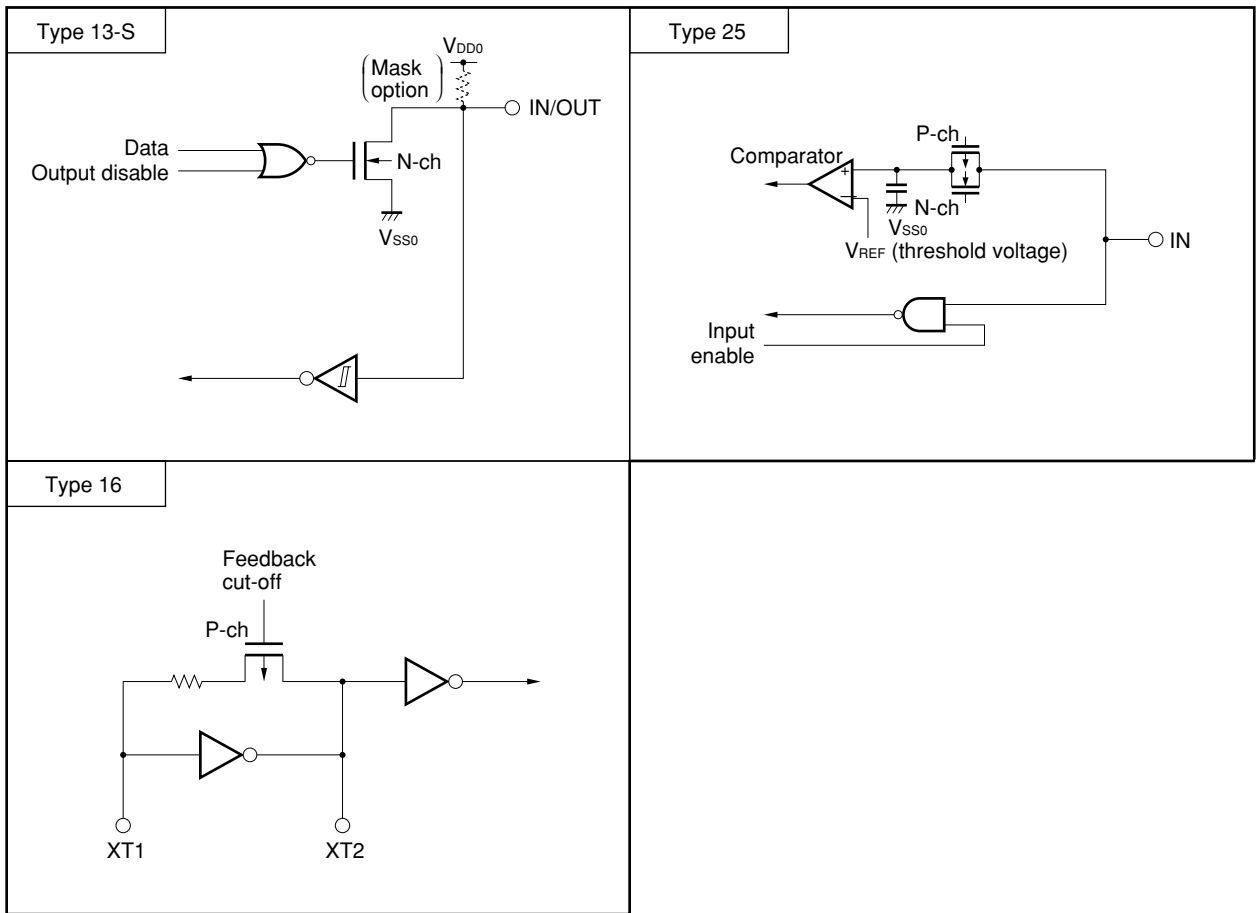 Type 13-S
VDD0
Mask
option
IN/OUT
Data
Output disable
N-ch
VSS0
Type 25
P-ch
Comparator
+
−
N-ch
VSS0
VREF (threshold voltage)
IN
Input
enable
Type 16
Feedback
cut-off
P-ch
XT1
XT2